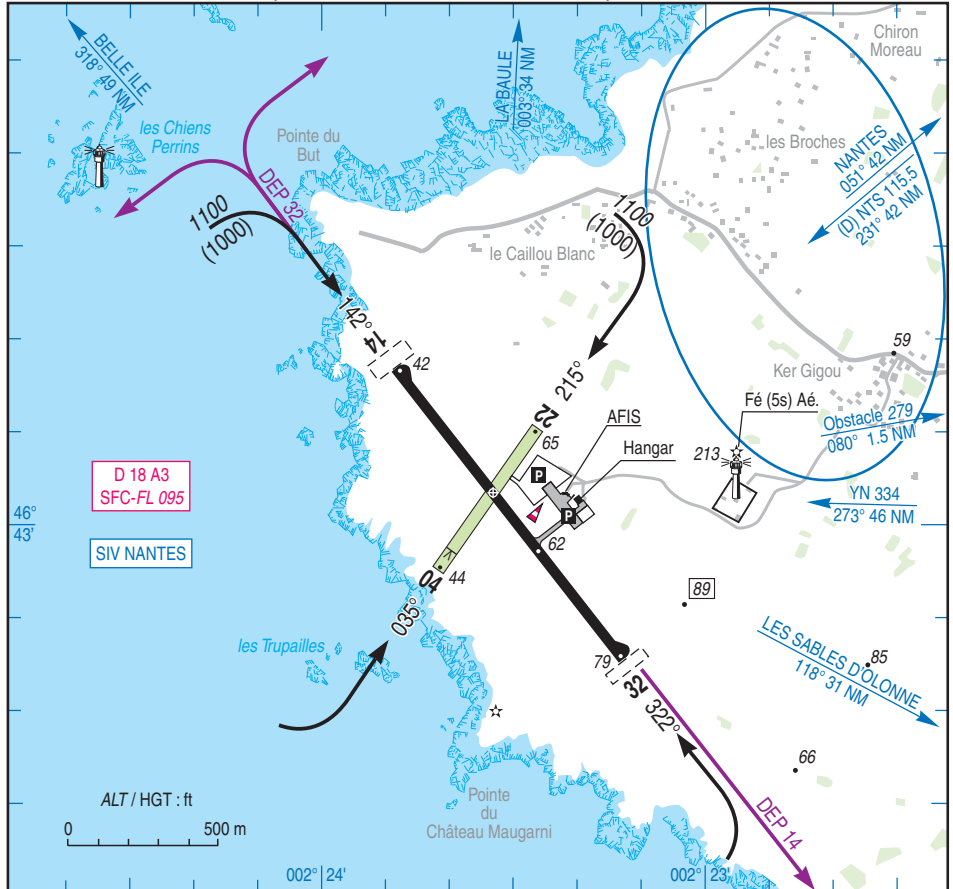 BELLE ILE
318° 49 NM
les Chiens
Perrins
Pointe du
But
LA BAULE
003° 34 NM
Chiron
Moreau
les Broches
NANTES
051° 42 NM
(D) NTS 115.5
231° 42 NM
DEP 32
1100
(1000)
1100
(1000)
le Caillou Blanc
142°
14
42
215°
22
65
59
Ker Gigou
Obstacle 279
080° 1.5 NM
AFIS
Hangar
Fé (5s) Aé.
213
P
P
YN 334
273° 46 NM
D 18 A3
SFC-FL 095
46°
43'
SIV NANTES
62
04
44
035°
89
LES SABLES D'OLONNE
118° 31 NM
85
les Trupailles
79
32
322°
66
DEP 14
ALT / HGT : ft
0
500 m
Pointe
du
Château Maugarni
002° 24'
002° 23'